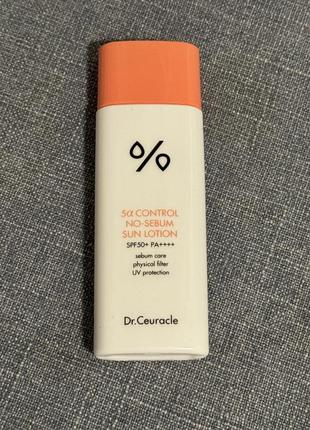 %
5α CONTROL
NO-SEBUM
SUN LOTION
SPF50+ PA++++
sebum care
physical filter
UV protection
Dr.Ceuracle